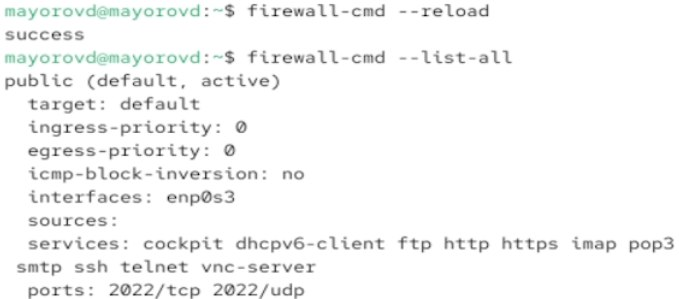 mayorovd@mayorovd:~$ firewall-cmd --reload
success
mayorovd@mayorovd:~$ firewall-cmd --list-all
public (default, active)
  target: default
  ingress-priority: 0
  egress-priority: 0
  icmp-block-inversion: no
  interfaces: enp0s3
  sources:
  services: cockpit dhcpv6-client ftp http https imap pop3
 smtp ssh telnet vnc-server
  ports: 2022/tcp 2022/udp